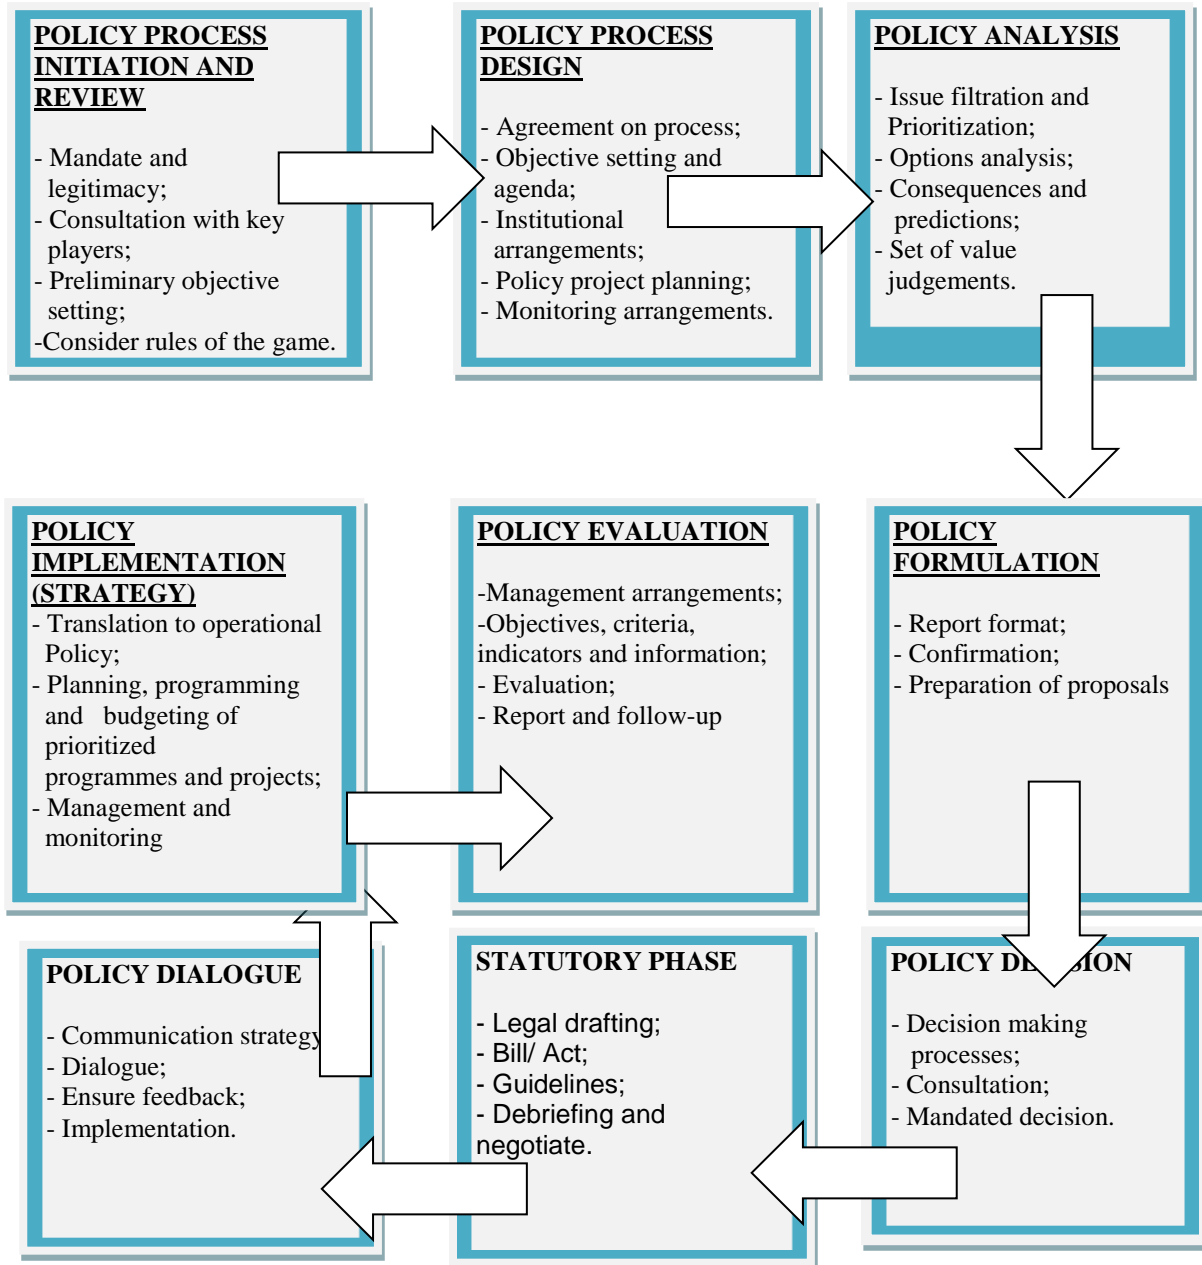 POLICY PROCESS
INITIATION AND
REVIEW
- Mandate and
legitimacy;
- Consultation with key
players;
- Preliminary objective
setting;
-Consider rules of the game.
POLICY PROCESS
DESIGN
- Agreement on process;
- Objective setting and
agenda;
- Institutional
arrangements;
- Policy project planning;
- Monitoring arrangements.
POLICY ANALYSIS
- Issue filtration and
Prioritization;
- Options analysis;
- Consequences and
predictions;
- Set of value
judgements.
POLICY
IMPLEMENTATION
(STRATEGY)
- Translation to operational
Policy;
- Planning, programming
and budgeting of
prioritized
programmes and projects;
- Management and
monitoring
POLICY EVALUATION
-Management arrangements;
-Objectives, criteria,
indicators and information;
- Evaluation;
- Report and follow-up
POLICY
FORMULATION
- Report format;
- Confirmation;
- Preparation of proposals
POLICY DIALOGUE
- Communication strategy
- Dialogue;
- Ensure feedback;
- Implementation.
STATUTORY PHASE
- Legal drafting;
- Bill/ Act;
- Guidelines;
- Debriefing and
negotiate.
POLICY
- Decision making
processes;
- Consultation;
- Mandated decision.